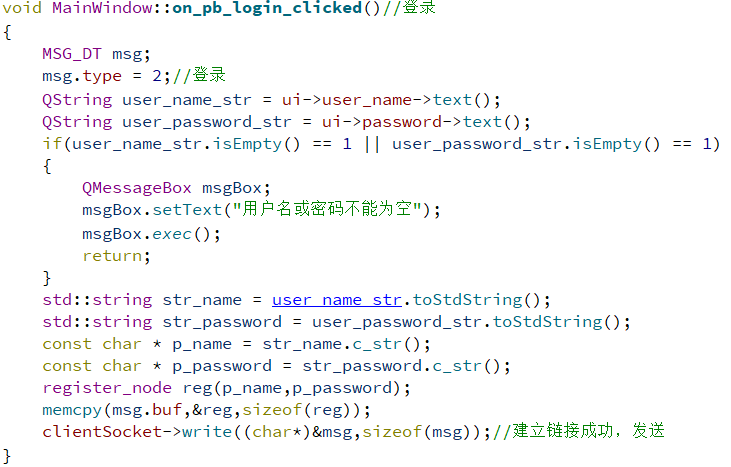 void MainWindow::on_pb_login_clicked()//登录
{
    MSG_DT msg;
    msg.type = 2;//登录
    QString user_name_str = ui->user_name->text();
    QString user_password_str = ui->password->text();
    if(user_name_str.isEmpty() == 1 || user_password_str.isEmpty() == 1)
    {
        QMessageBox msgBox;
        msgBox.setText("用户名或密码不能为空");
        msgBox.exec();
        return;
    }
    std::string str_name = user_name_str.toStdString();
    std::string str_password = user_password_str.toStdString();
    const char * p_name = str_name.c_str();
    const char * p_password = str_password.c_str();
    register_node reg(p_name,p_password);
    memcpy(msg.buf,&reg,sizeof(reg));
    clientSocket->write((char*)&msg,sizeof(msg));//建立链接成功，发送
}